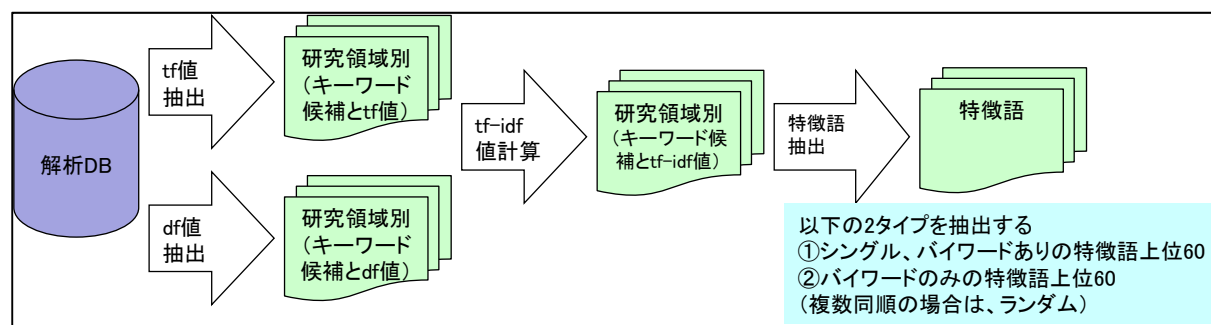 解析DB
tf値
抽出
研究領域別
(キーワード
候補とtf値)
df値
抽出
研究領域別
(キーワード
候補とdf値)
tf-idf
値計算
研究領域別
(キーワード候
補とtf-idf値)
特徴語
抽出
特徴語
以下の2タイプを抽出する
①シングル、バイワードありの特徴語上位60
②バイワードのみの特徴語上位60
(複数同順の場合は、ランダム)